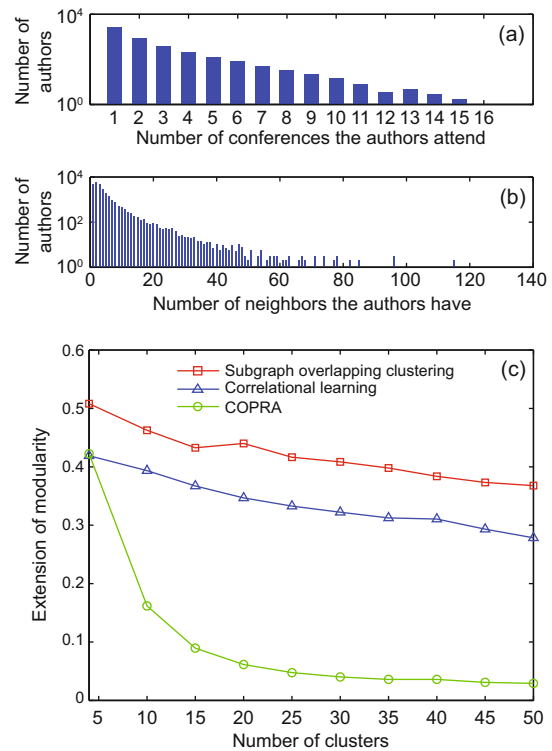 (a)
Number of
authors
10^4
10^0
1 2 3 4 5 6 7 8 9 10 11 12 13 14 15 16
Number of conferences the authors attend
(b)
Number of
authors
10^4
10^2
10^0
0 20 40 60 80 100 120 140
Number of neighbors the authors have
(c)
Subgraph overlapping clustering
Correlational learning
COPRA
Extension of modularity
0.6
0.5
0.4
0.3
0.2
0.1
0
5 10 15 20 25 30 35 40 45 50
Number of clusters